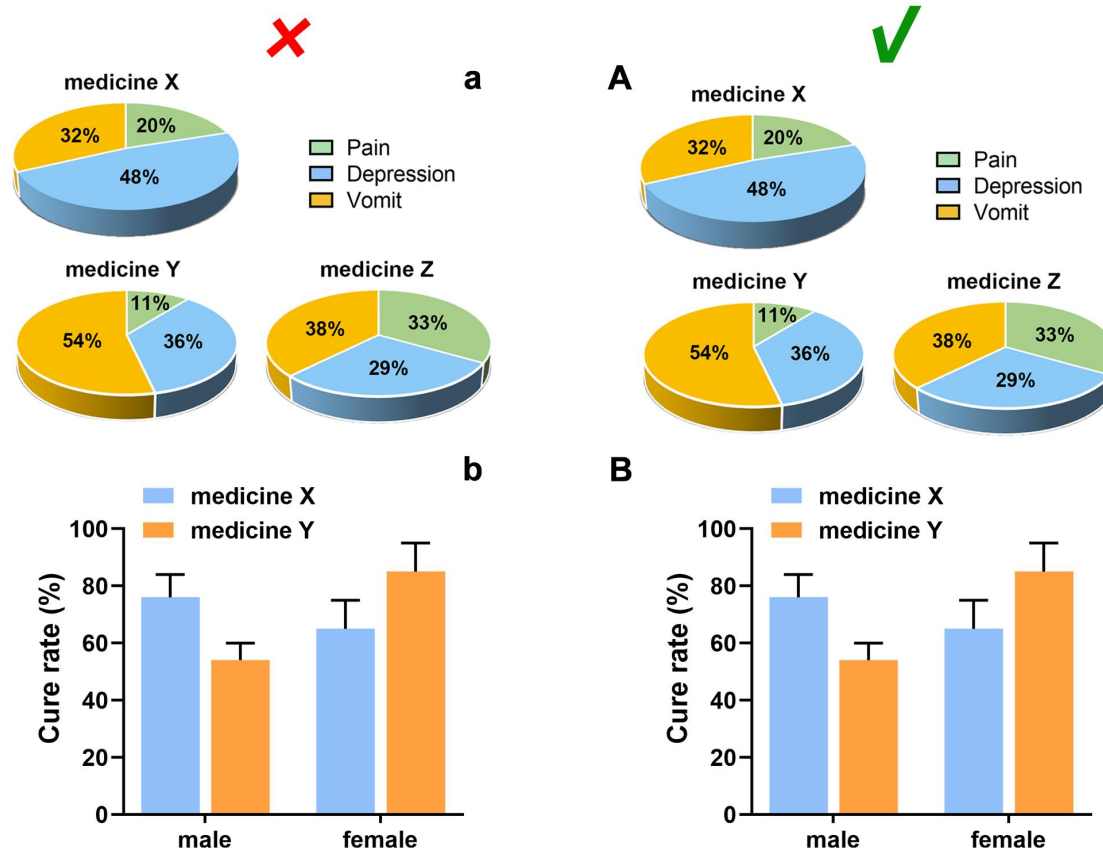 a
medicine X
32%
20%
48%
Pain
Depression
Vomit
medicine Y
11%
54%
36%
medicine Z
38%
33%
29%
b
medicine X
medicine Y
Cure rate (%)
100
80
60
40
20
0
male
female
A
medicine X
32%
20%
48%
Pain
Depression
Vomit
medicine Y
11%
54%
36%
medicine Z
38%
33%
29%
B
medicine X
medicine Y
Cure rate (%)
100
80
60
40
20
0
male
female